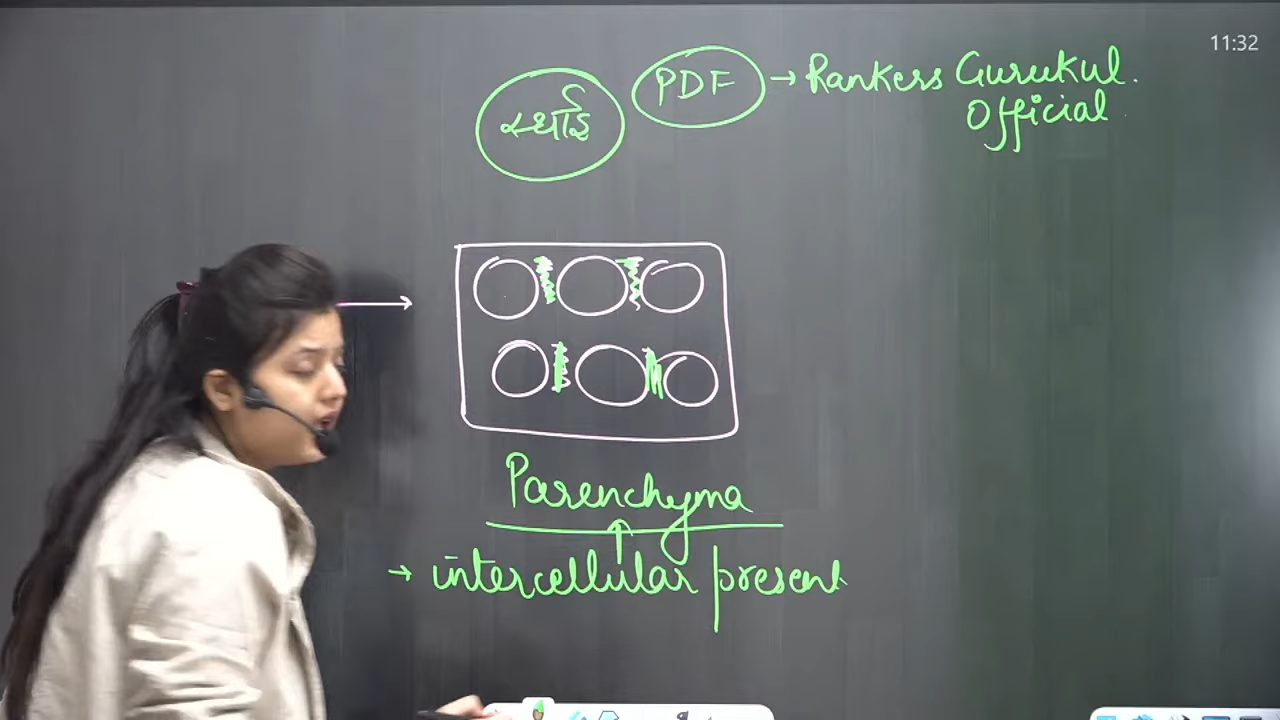 11:32
PDF → Rankers Gurukul.
Official
स्थाई
Parenchyma
→ intercellular present